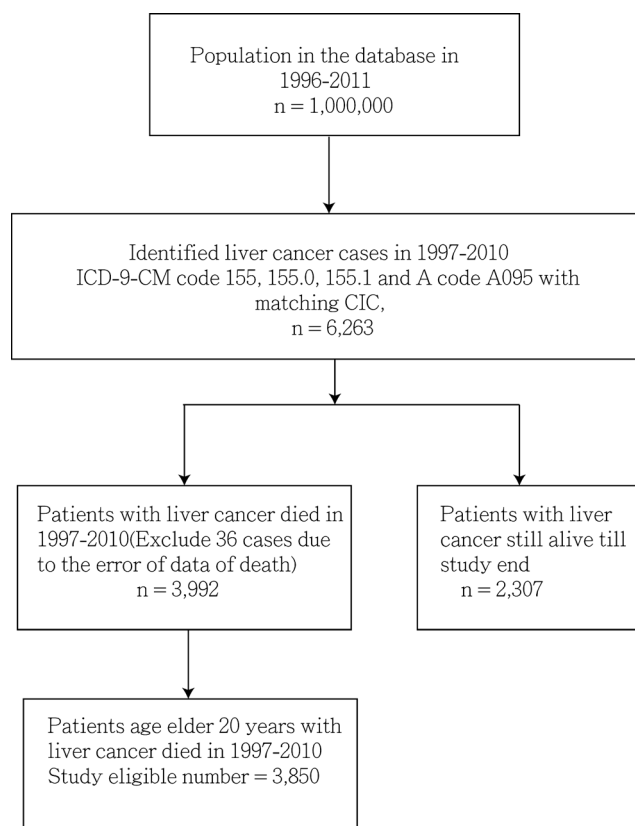 Population in the database in
1996-2011
n = 1,000,000
Identified liver cancer cases in 1997-2010
ICD-9-CM code 155, 155.0, 155.1 and A code A095 with
matching CIC,
n = 6,263
Patients with liver cancer died in
1997-2010(Exclude 36 cases due
to the error of data of death)
n = 3,992
Patients with liver
cancer still alive till
study end
n = 2,307
Patients age elder 20 years with
liver cancer died in 1997-2010
Study eligible number = 3,850